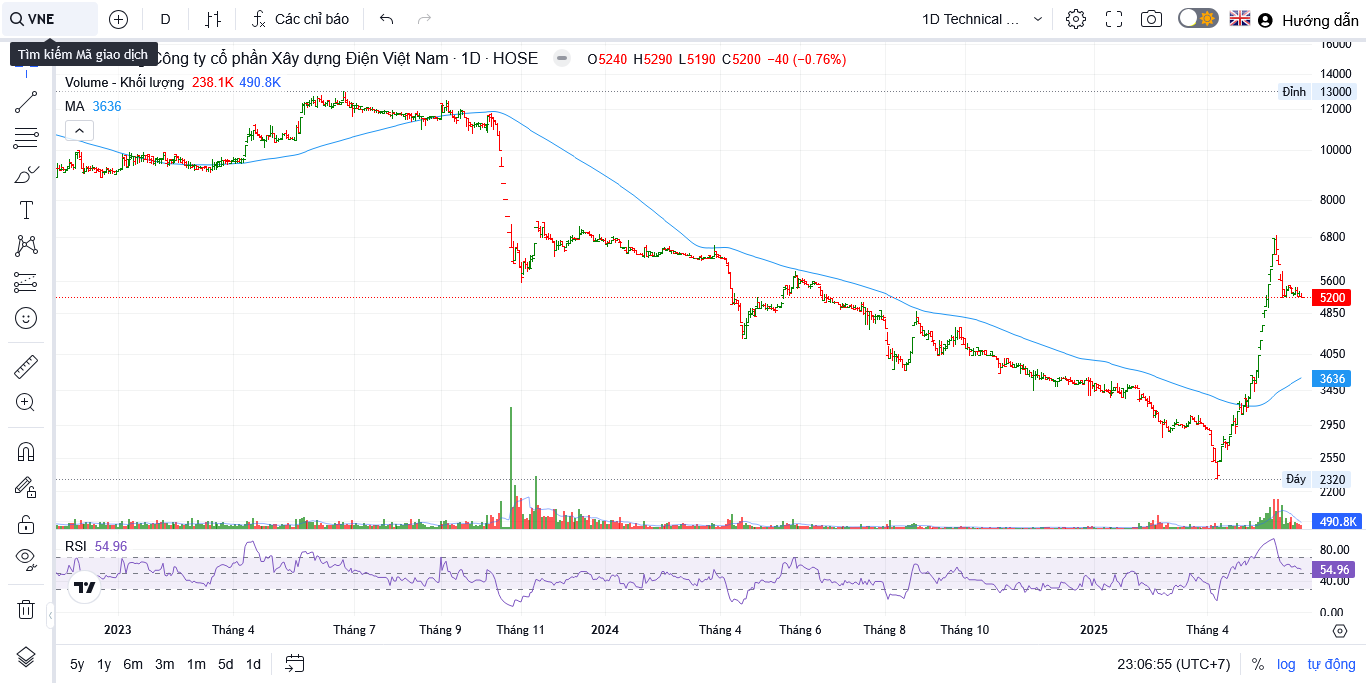 VNE
D
Các chỉ báo
1D Technical ...
Hướng dẫn
Tìm kiếm Mã giao dịch
Công ty cổ phần Xây dựng Điện Việt Nam · 1D · HOSE
O5240 H5290 L5190 C5200 −40 (−0.76%)
Volume - Khối lượng 238.1K 490.8K
MA 3636
16000
14000
Đỉnh 13000
12000
10000
8000
6800
5600
5200
4850
4050
3636
3450
2950
2550
Đáy 2320
2200
490.8K
RSI 54.96
80.00
54.96
40.00
0.00
2023 Tháng 4 Tháng 7 Tháng 9 Tháng 11 2024 Tháng 4 Tháng 6 Tháng 8 Tháng 10 2025 Tháng 4
5y 1y 6m 3m 1m 5d 1d
23:06:55 (UTC+7) % log tự động